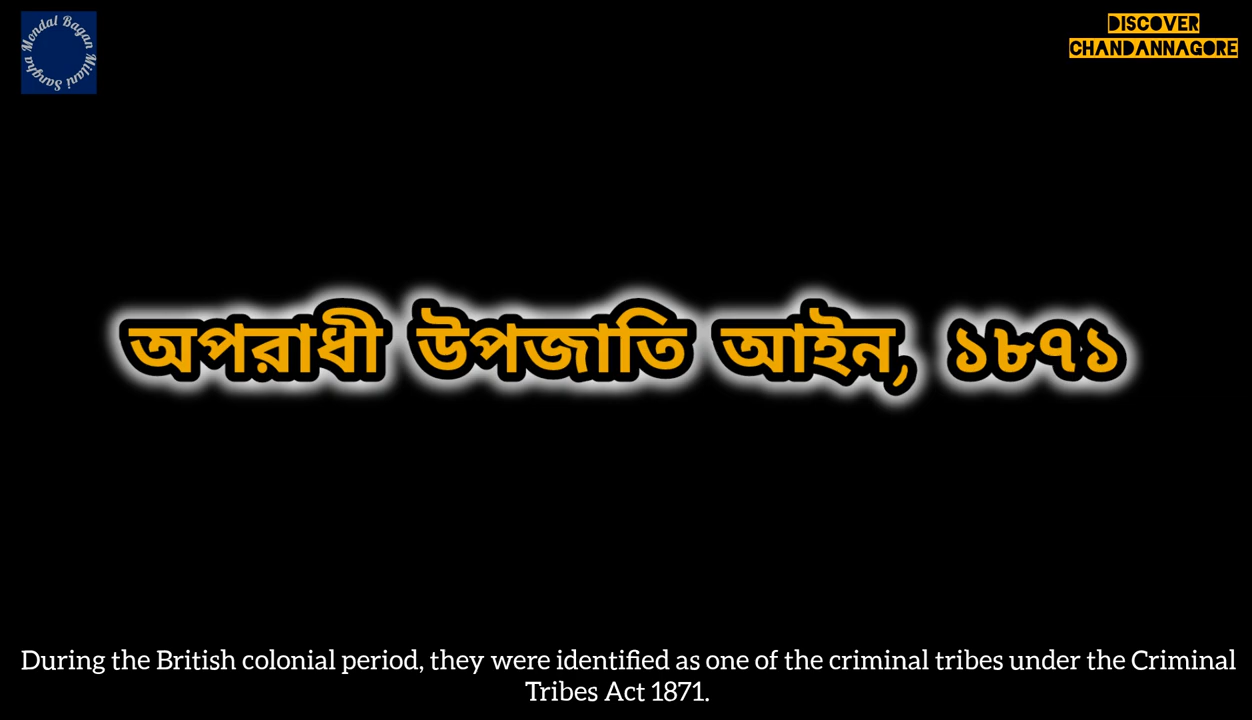 Mondal Bagan Milani Sangha
DISCOVER
CHANDANNAGORE
অপরাধী উপজাতি আইন, ১৮৭১
During the British colonial period, they were identified as one of the criminal tribes under the Criminal
Tribes Act 1871.